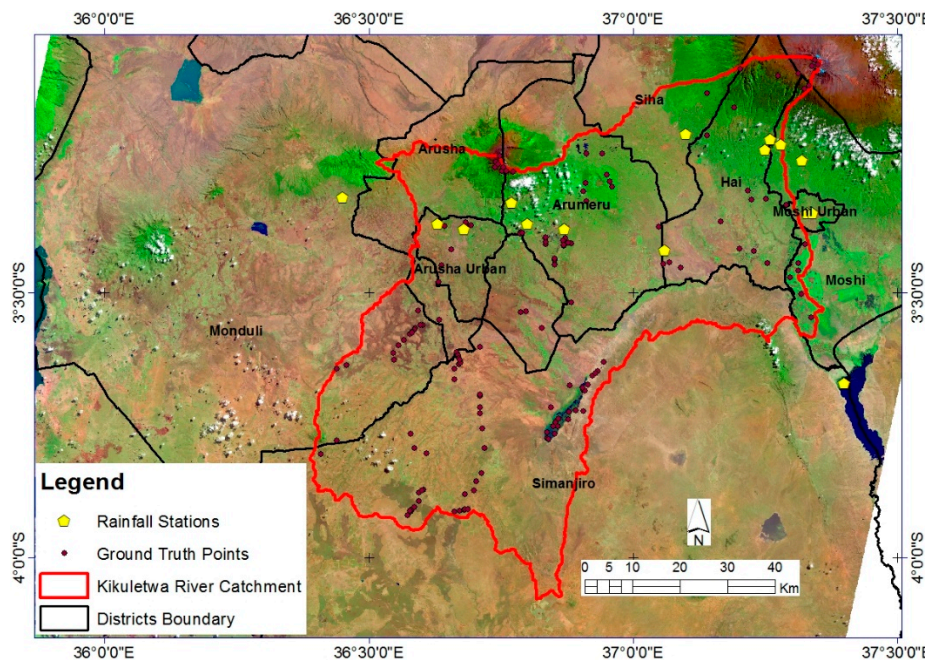 36°0'0"E 36°30'0"E 37°0'0"E 37°30'0"E
Siha
Arusha
Hai
Arumeru
Moshi Urban
Arusha Urban
Moshi
3°30'0"S
3°30'0"S
Monduli
Simanjiro
Legend
Rainfall Stations
Ground Truth Points
Kikuletwa River Catchment
Districts Boundary
N
0 5 10 20 30 40
Km
4°0'0"S
4°0'0"S
36°0'0"E 36°30'0"E 37°0'0"E 37°30'0"E